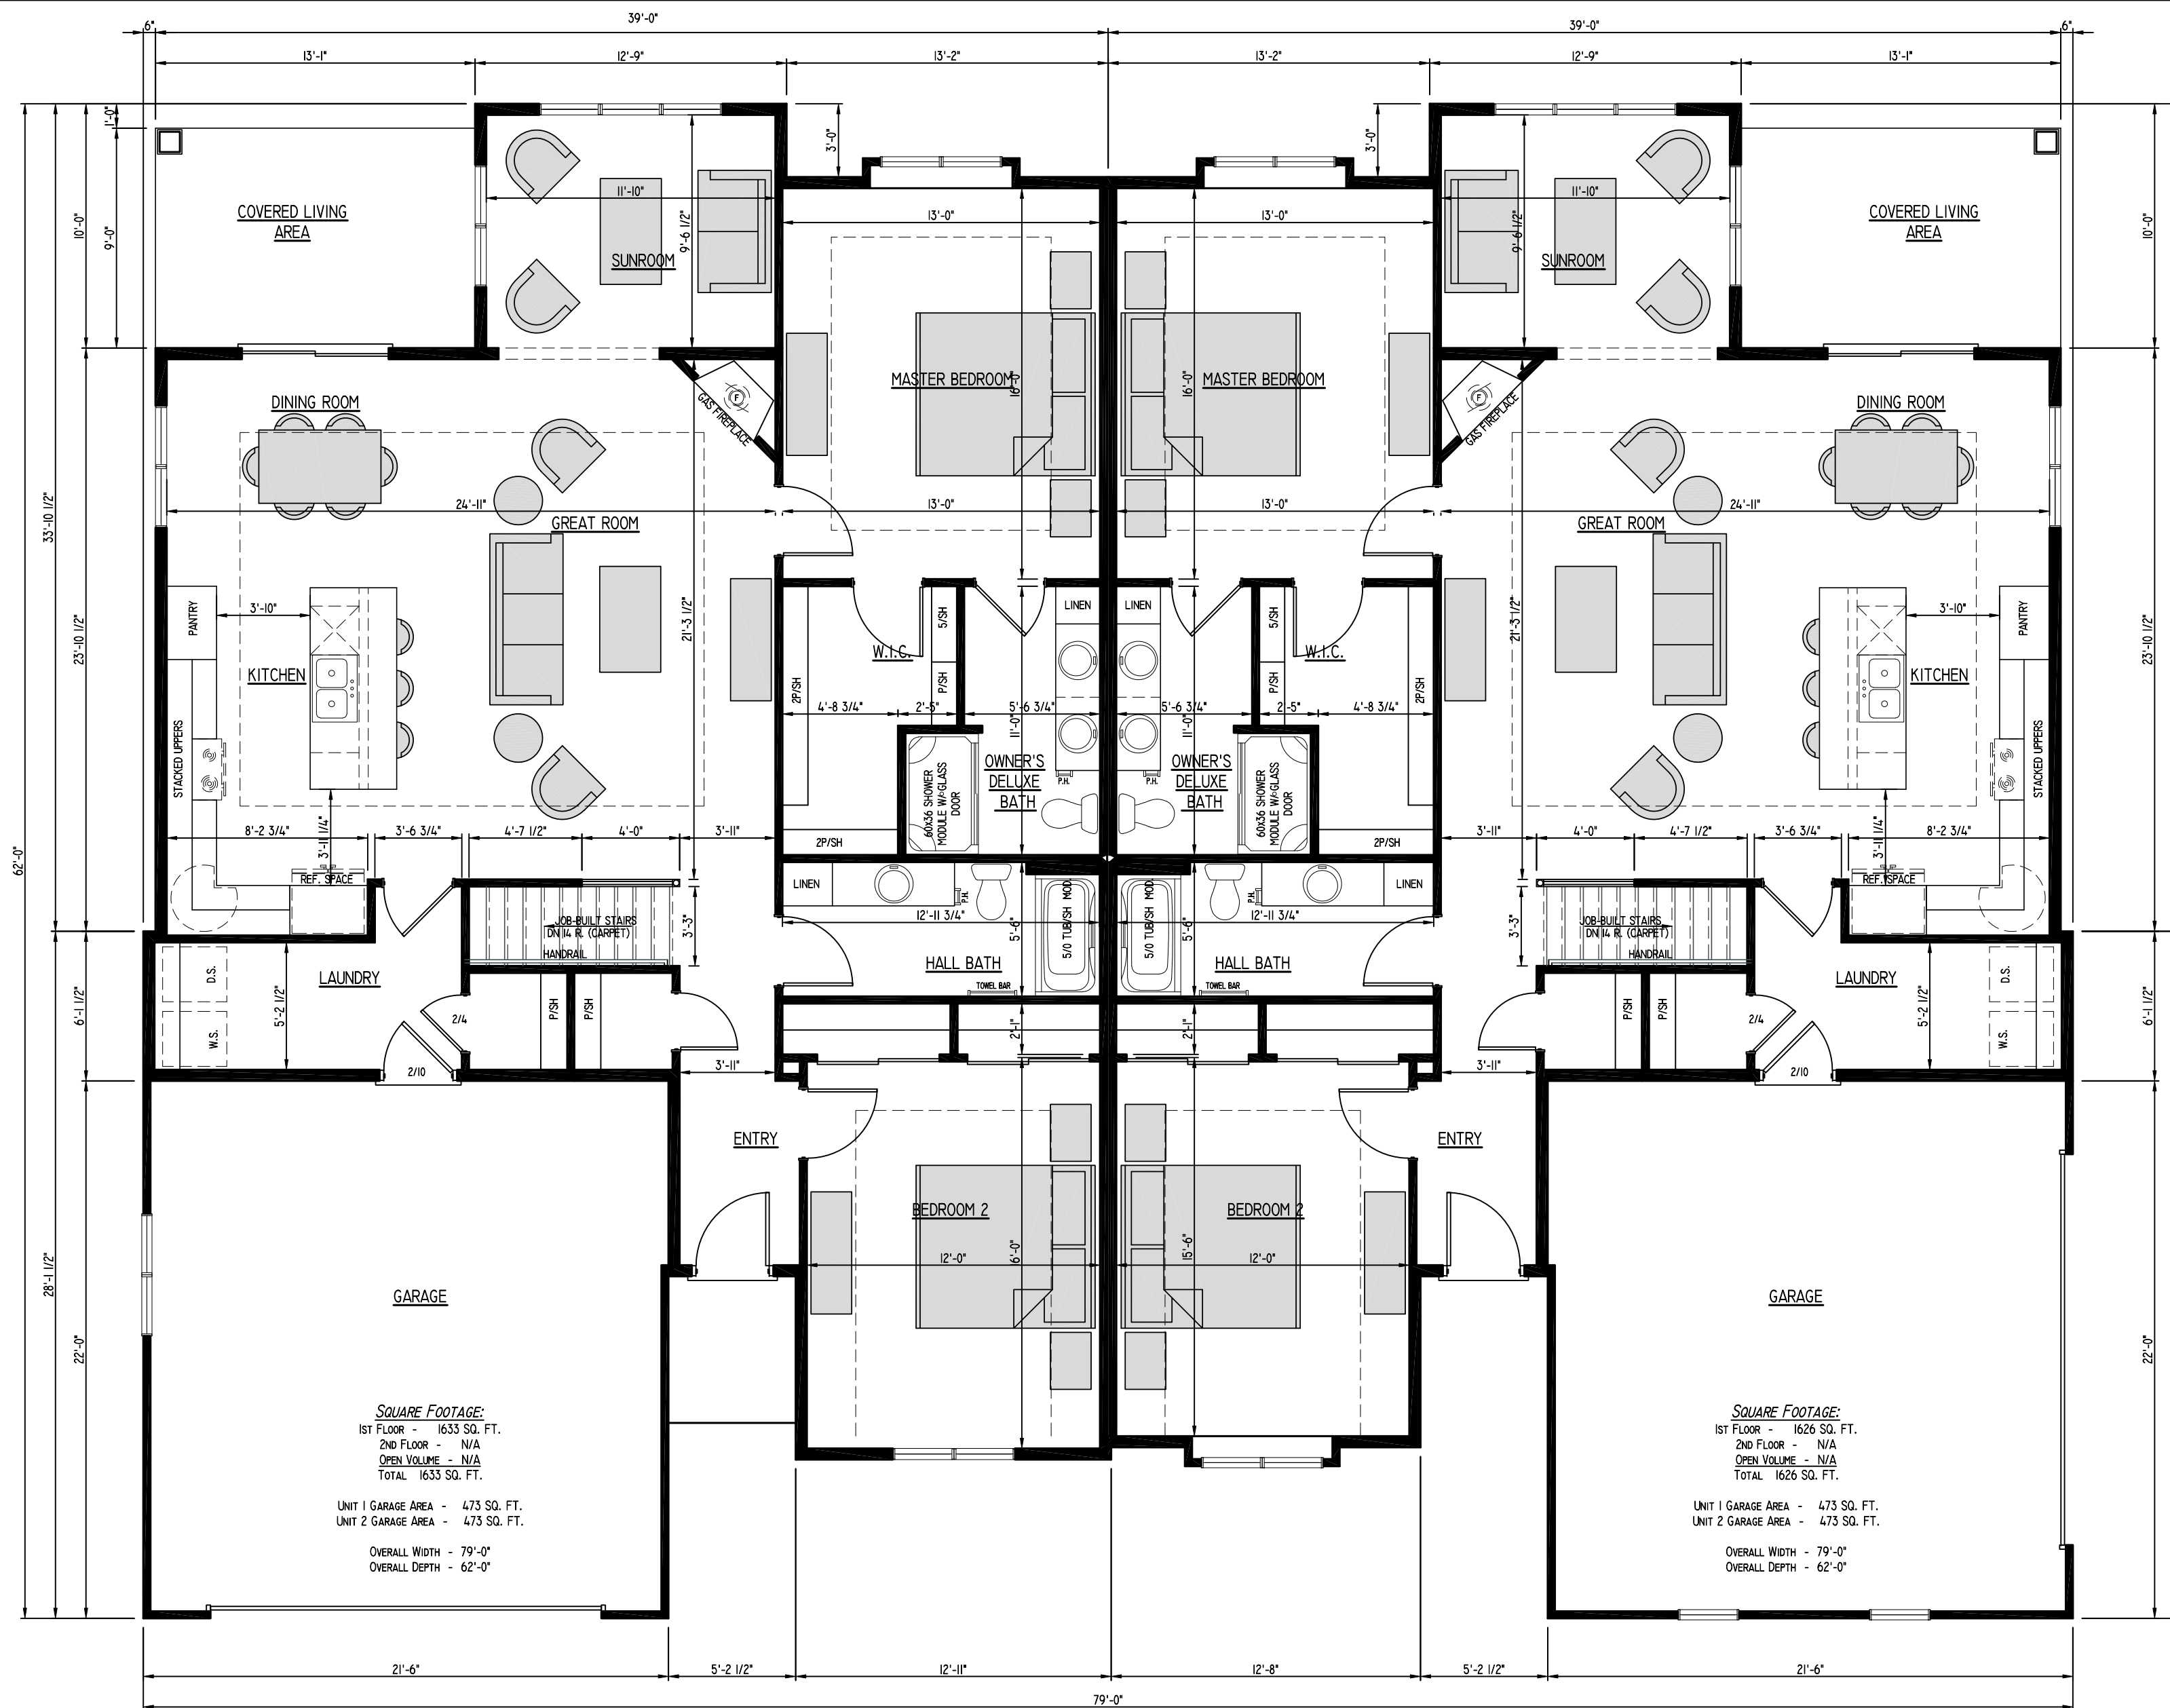 39'-0"
39'-0"
6"
6"
13'-1"
12'-9"
13'-2"
13'-2"
12'-9"
13'-1"
1'-0"
3'-0"
3'-0"
10'-0"
9'-0"
10'-0"
COVERED LIVING
AREA
11'-10"
9'-6 1/2"
SUNROOM
13'-0"
13'-0"
11'-10"
9'-6 1/2"
SUNROOM
COVERED LIVING
AREA
MASTER BEDROOM
16'-0"
MASTER BEDROOM
16'-0"
DINING ROOM
GAS FIREPLACE
F
GAS FIREPLACE
F
DINING ROOM
24'-11"
13'-0"
13'-0"
24'-11"
GREAT ROOM
GREAT ROOM
62'-0"
33'-10 1/2"
23'-10 1/2"
23'-10 1/2"
PANTRY
3'-10"
21'-3 1/2"
LINEN
LINEN
5/SH
5/SH
21'-3 1/2"
3'-10"
PANTRY
KITCHEN
W.I.C.
W.I.C.
KITCHEN
2P/SH
P/SH
P/SH
2P/SH
4'-8 3/4"
2'-5"
5'-6 3/4"
5'-6 3/4"
2'-5"
4'-8 3/4"
11'-0"
11'-0"
STACKED UPPERS
STACKED UPPERS
OWNER'S
DELUXE
BATH
OWNER'S
DELUXE
BATH
P.H.
P.H.
60X36 SHOWER
MODULE W/GLASS
DOOR
60X36 SHOWER
MODULE W/GLASS
DOOR
8'-2 3/4"
3'-6 3/4"
4'-7 1/2"
4'-0"
3'-11"
3'-11"
4'-0"
4'-7 1/2"
3'-6 3/4"
8'-2 3/4"
3'-11 1/4"
3'-11 1/4"
2P/SH
2P/SH
REF. SPACE
LINEN
P.H.
P.H.
LINEN
REF. SPACE
JOB-BUILT STAIRS
DN 14 R. (CARPET)
HANDRAIL
3'-3"
12'-11 3/4"
5'-6"
5/0 TUB/SH MOD.
5/0 TUB/SH MOD.
5'-6"
12'-11 3/4"
3'-3"
JOB-BUILT STAIRS
DN 14 R. (CARPET)
HANDRAIL
6'-1 1/2"
D.S.
LAUNDRY
5'-2 1/2"
W.S.
HALL BATH
TOWEL BAR
HALL BATH
TOWEL BAR
LAUNDRY
D.S.
5'-2 1/2"
W.S.
6'-1 1/2"
2/4
P/SH
P/SH
2'-1"
2'-1"
P/SH
P/SH
2/4
2/10
3'-11"
3'-11"
2/10
ENTRY
ENTRY
BEDROOM 2
BEDROOM 2
12'-0"
16'-0"
15'-6"
12'-0"
28'-1 1/2"
22'-0"
22'-0"
GARAGE
GARAGE
SQUARE FOOTAGE:
1ST FLOOR - 1633 SQ. FT.
2ND FLOOR - N/A
OPEN VOLUME - N/A
TOTAL 1633 SQ. FT.
UNIT 1 GARAGE AREA - 473 SQ. FT.
UNIT 2 GARAGE AREA - 473 SQ. FT.
OVERALL WIDTH - 79'-0"
OVERALL DEPTH - 62'-0"
SQUARE FOOTAGE:
1ST FLOOR - 1626 SQ. FT.
2ND FLOOR - N/A
OPEN VOLUME - N/A
TOTAL 1626 SQ. FT.
UNIT 1 GARAGE AREA - 473 SQ. FT.
UNIT 2 GARAGE AREA - 473 SQ. FT.
OVERALL WIDTH - 79'-0"
OVERALL DEPTH - 62'-0"
21'-6"
5'-2 1/2"
12'-11"
12'-8"
5'-2 1/2"
21'-6"
79'-0"